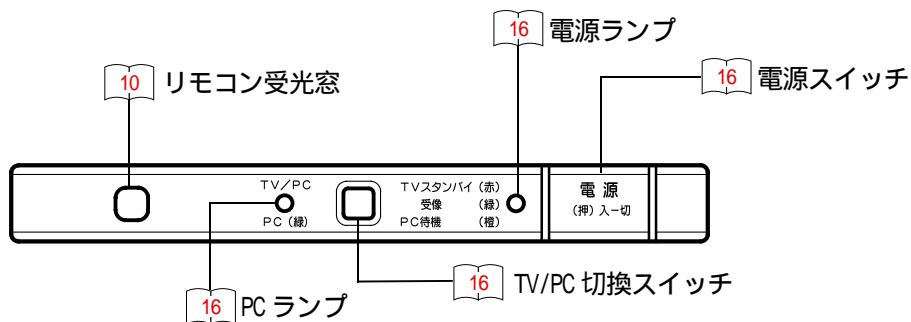 16 電源ランプ
10 リモコン受光窓
16 電源スイッチ
TV/PC
PC(緑)
TVスタンバイ(赤)
受像 (緑)
PC待機 (橙)
電源
(押)入ー切
16 TV/PC 切換スイッチ
16 PC ランプ